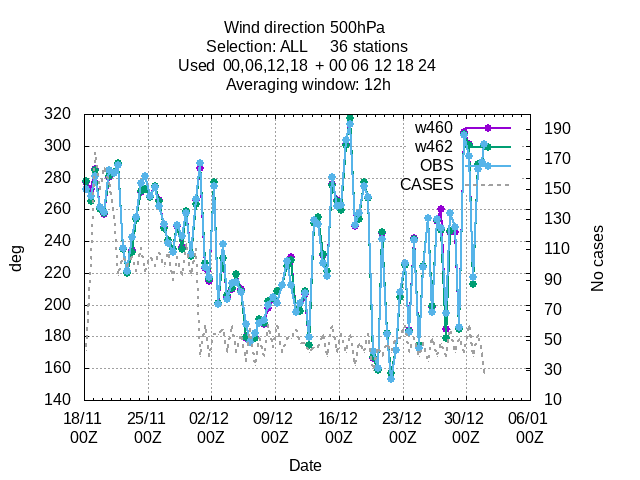 Wind direction 500hPa
Selection: ALL 36 stations
Used 00,06,12,18 + 00 06 12 18 24
Averaging window: 12h
320
300
280
260
240
220
200
180
160
140
deg
190
170
150
130
110
90
70
50
30
10
No cases
w460
w462
OBS
CASES
18/11 25/11 02/12 09/12 16/12 23/12 30/12 06/01
00Z 00Z 00Z 00Z 00Z 00Z 00Z 00Z
Date